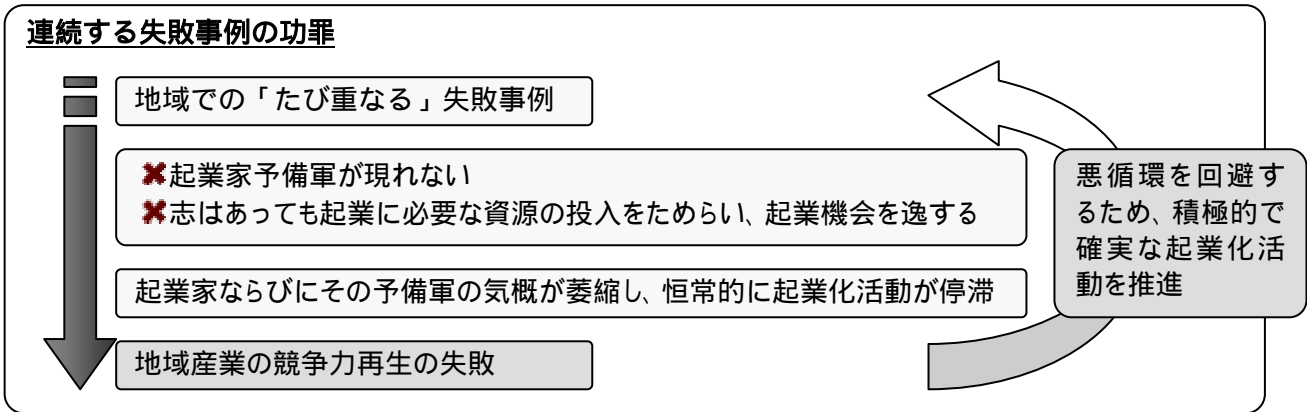 連続する失敗事例の功罪
地域での「たび重なる」失敗事例
✖起業家予備軍が現れない
✖志はあっても起業に必要な資源の投入をためらい、起業機会を逸する
起業家ならびにその予備軍の気概が萎縮し、恒常的に起業化活動が停滞
地域産業の競争力再生の失敗
悪循環を回避す
るため、積極的で
確実な起業化活
動を推進